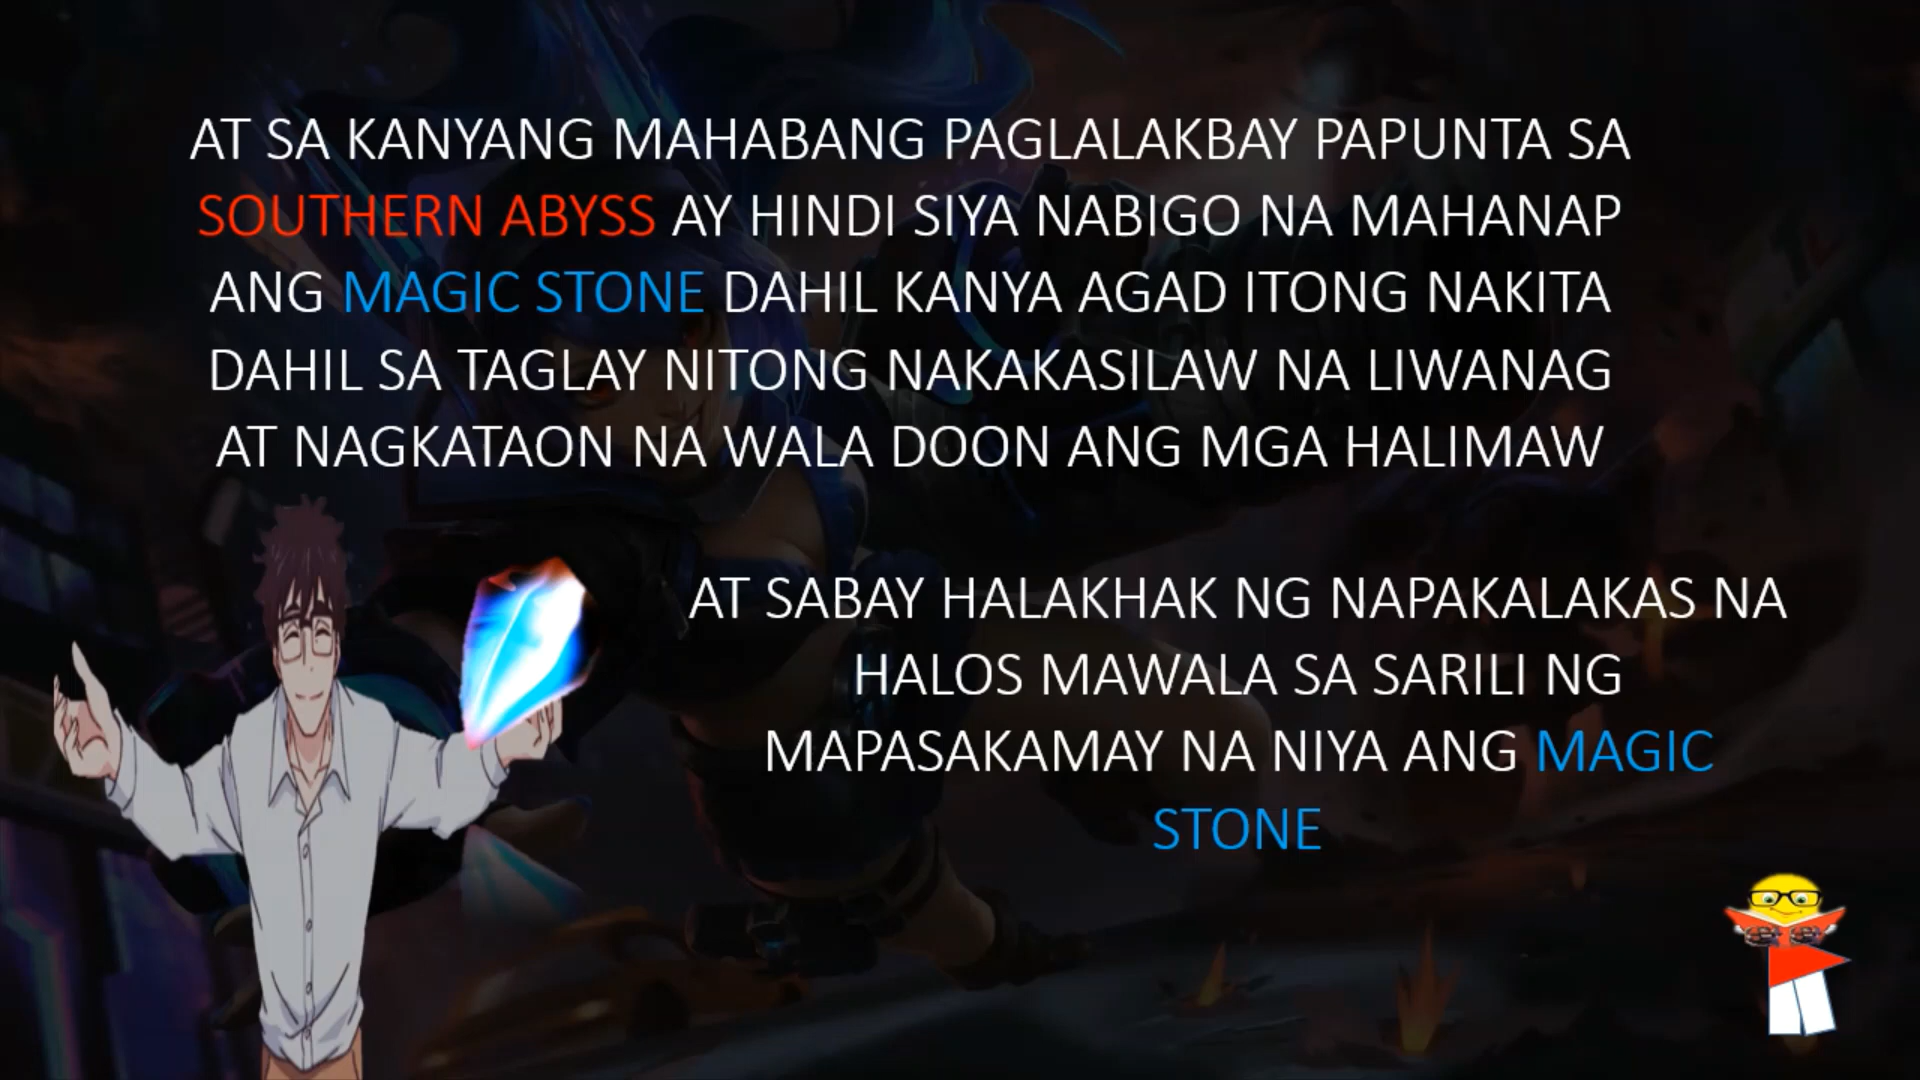 AT SA KANYANG MAHABANG PAGLALAKBAY PAPUNTA SA
SOUTHERN ABYSS AY HINDI SIYA NABIGO NA MAHANAP
ANG MAGIC STONE DAHIL KANYA AGAD ITONG NAKITA
DAHIL SA TAGLAY NITONG NAKAKASILAW NA LIWANAG
AT NAGKATAON NA WALA DOON ANG MGA HALIMAW
AT SABAY HALAKHAK NG NAPAKALAKAS NA
HALOS MAWALA SA SARILI NG
MAPASAKAMAY NA NIYA ANG MAGIC
STONE